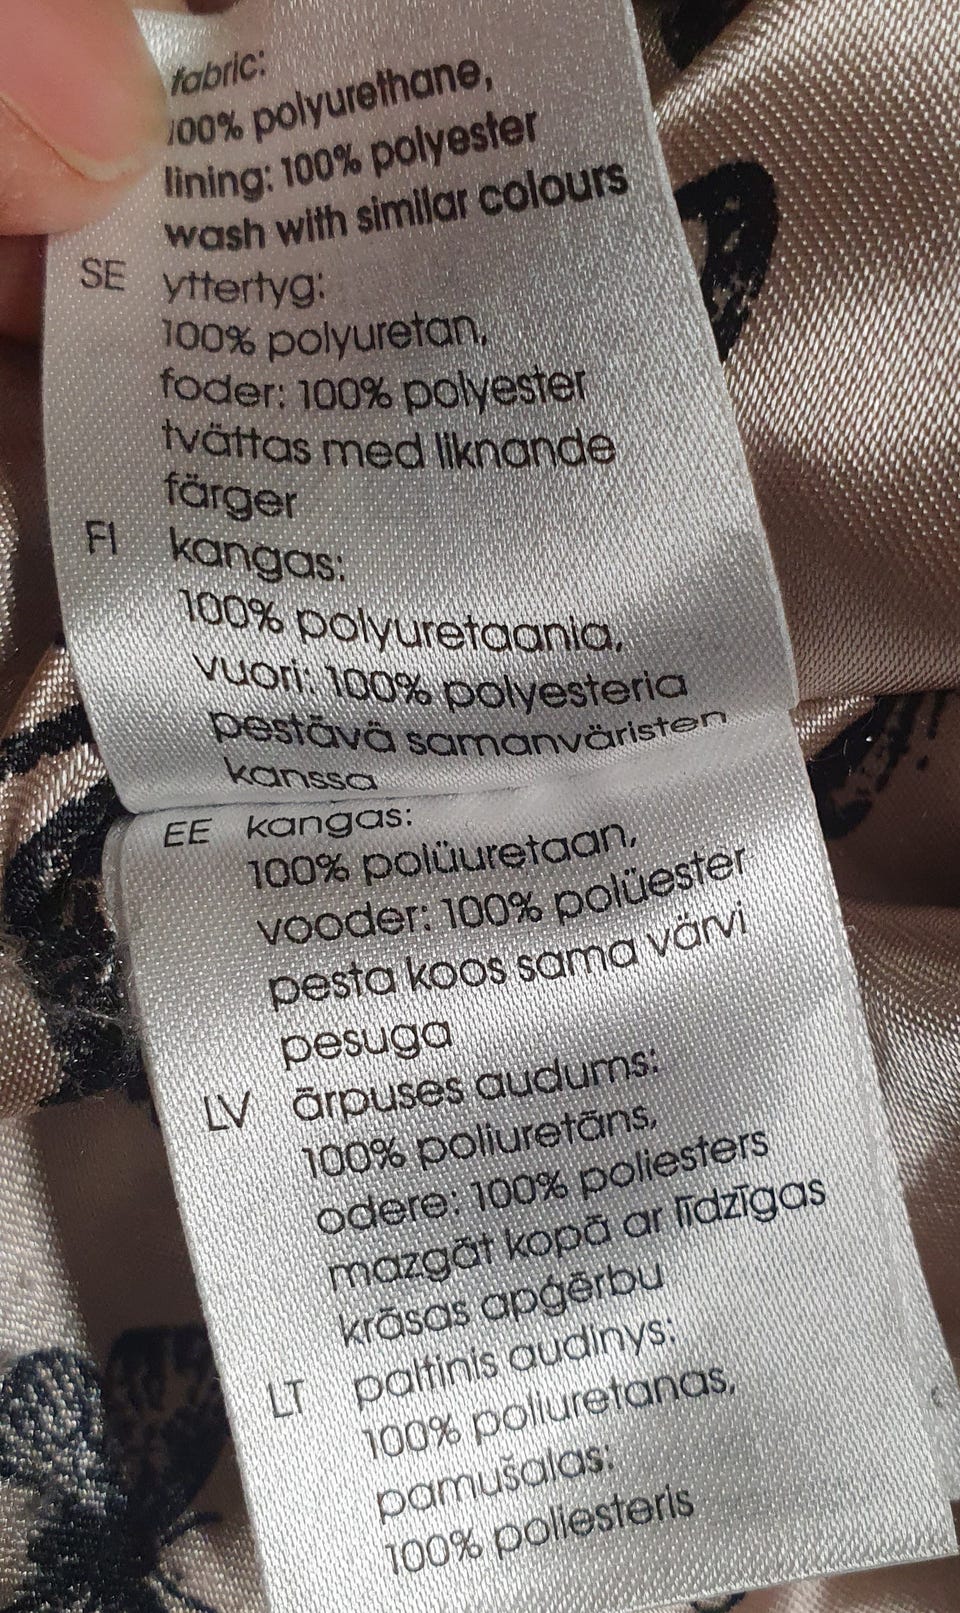 fabric:
100% polyurethane,
lining: 100% polyester
wash with similar colours
SE yttertyg:
100% polyuretan,
foder: 100% polyester
tvättas med liknande
färger
FI kangas:
100% polyuretaania,
vuori: 100% polyesteria
pestävä samanväristen
kanssa
EE kangas:
100% polüuretaan,
vooder: 100% polüester
pesta koos sama värvi
pesuga
LV ārpuses audums:
100% poliuretāns,
odere: 100% poliesters
mazgāt kopā ar līdzīgas
krāsas apģērbu
LT paltinis audinys:
100% poliuretanas,
pamušalas:
100% poliesteris